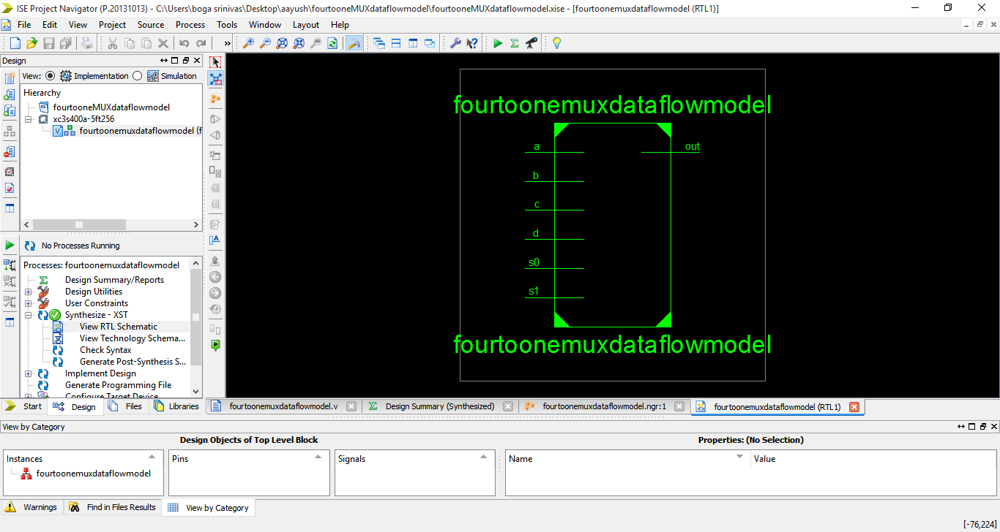 ISE Project Navigator (P.20131013) - C:\Users\boga srinivas\Desktop\aayush\fourtooneMUXdataflowmodel\fourtooneMUXdataflowmodel.xise - [fourtoonemuxdataflowmodel (RTL1)]
File Edit View Project Source Process Tools Window Layout Help
»
Design
View: Implementation Simulation
Hierarchy
fourtooneMUXdataflowmodel
xc3s400a-5ft256
fourtoonemuxdataflowmodel (f
No Processes Running
Processes: fourtoonemuxdataflowmodel
Design Summary/Reports
Design Utilities
User Constraints
Synthesize - XST
View RTL Schematic
View Technology Schema...
Check Syntax
Generate Post-Synthesis S...
Implement Design
Generate Programming File
Configure Target Device
Start Design Files Libraries
fourtoonemuxdataflowmodel
a
out
b
c
d
s0
s1
fourtoonemuxdataflowmodel
fourtoonemuxdataflowmodel.v Design Summary (Synthesized) fourtoonemuxdataflowmodel.ngr:1 fourtoonemuxdataflowmodel (RTL1)
View by Category
Design Objects of Top Level Block
Properties: (No Selection)
Instances Pins Signals Name Value
fourtoonemuxdataflowmodel
Warnings Find in Files Results View by Category
[-76,224]